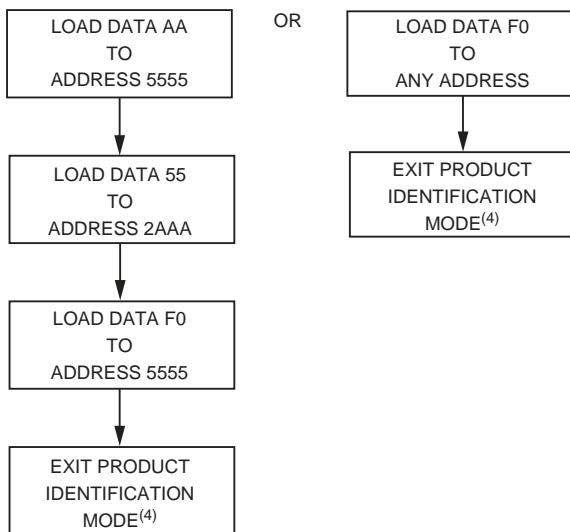 LOAD DATA AA
TO
ADDRESS 5555
LOAD DATA 55
TO
ADDRESS 2AAA
LOAD DATA F0
TO
ADDRESS 5555
EXIT PRODUCT
IDENTIFICATION
MODE(4)
OR
LOAD DATA F0
TO
ANY ADDRESS
EXIT PRODUCT
IDENTIFICATION
MODE(4)